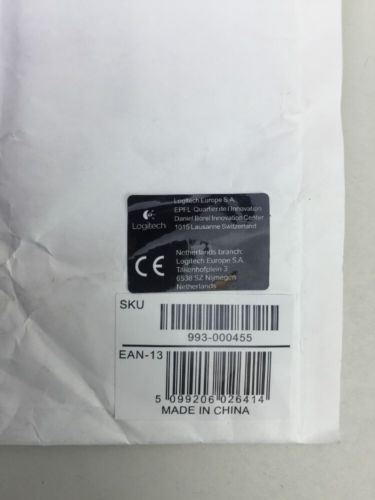 Logitech
Logitech Europe S.A.
EPFL - Quartier de l'Innovation
Daniel Borel Innovation Center
1015 Lausanne Switzerland
CE
Netherlands branch:
Logitech Europe S.A.
Takenhofplein 3
6538 SZ Nijmegen
Netherlands
SKU
993-000455
EAN-13
5 099206 026414
MADE IN CHINA